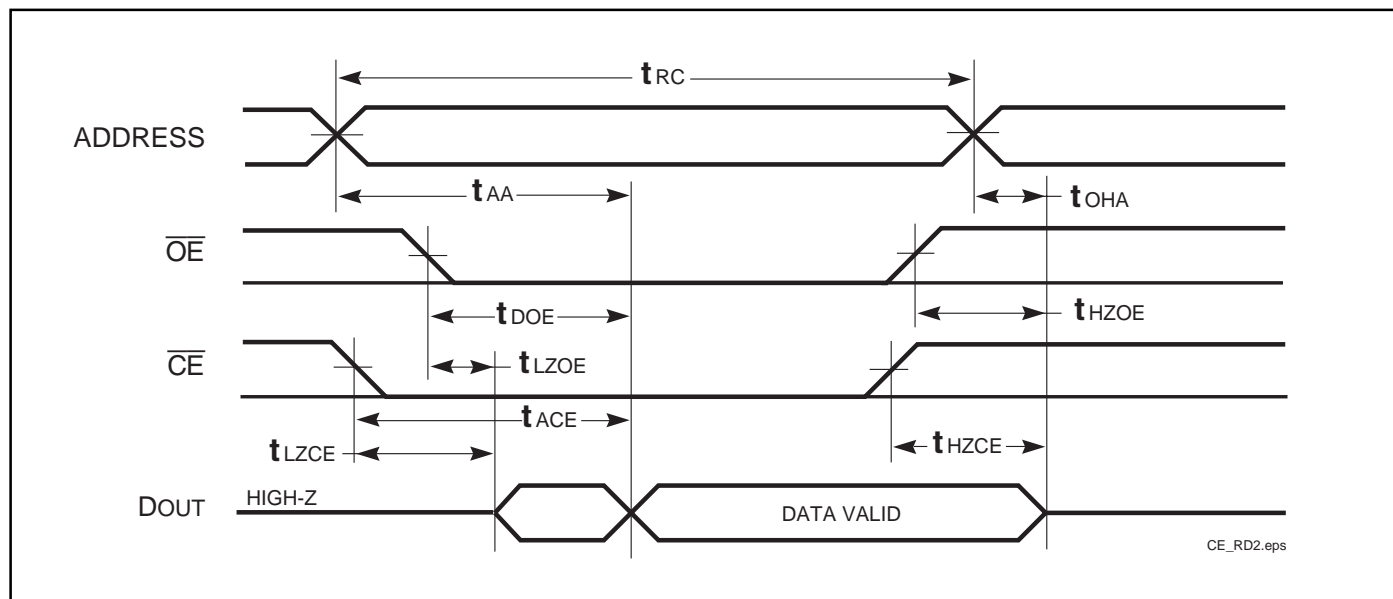 tRC
ADDRESS
tAA
tOHA
OE
tDOE
tHZOE
CE
tLZOE
tACE
tLZCE
tHZCE
DOUT
HIGH-Z
DATA VALID
CE_RD2.eps